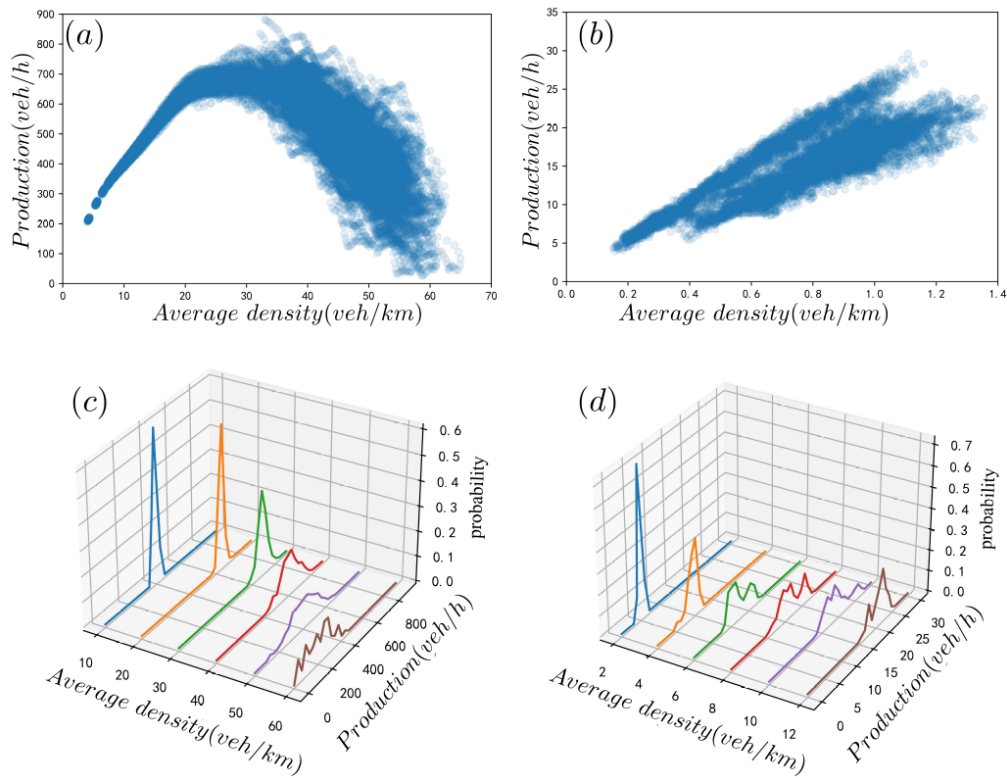 (a)
Production(veh/h)
900
800
700
600
500
400
300
200
100
0
0 10 20 30 40 50 60 70
Average density(veh/km)
(b)
Production(veh/h)
35
30
25
20
15
10
5
0
0.0 0.2 0.4 0.6 0.8 1.0 1.2 1.4
Average density(veh/km)
(c)
0.6
0.5
0.4
0.3
0.2
0.1
0.0
probability
800
600
400
200
0
Production(veh/h)
10 20 30 40 50 60
Average density(veh/km)
(d)
0.7
0.6
0.5
0.4
0.3
0.2
0.1
0.0
probability
30
25
20
15
10
5
0
Production(veh/h)
2 4 6 8 10 12
Average density(veh/km)